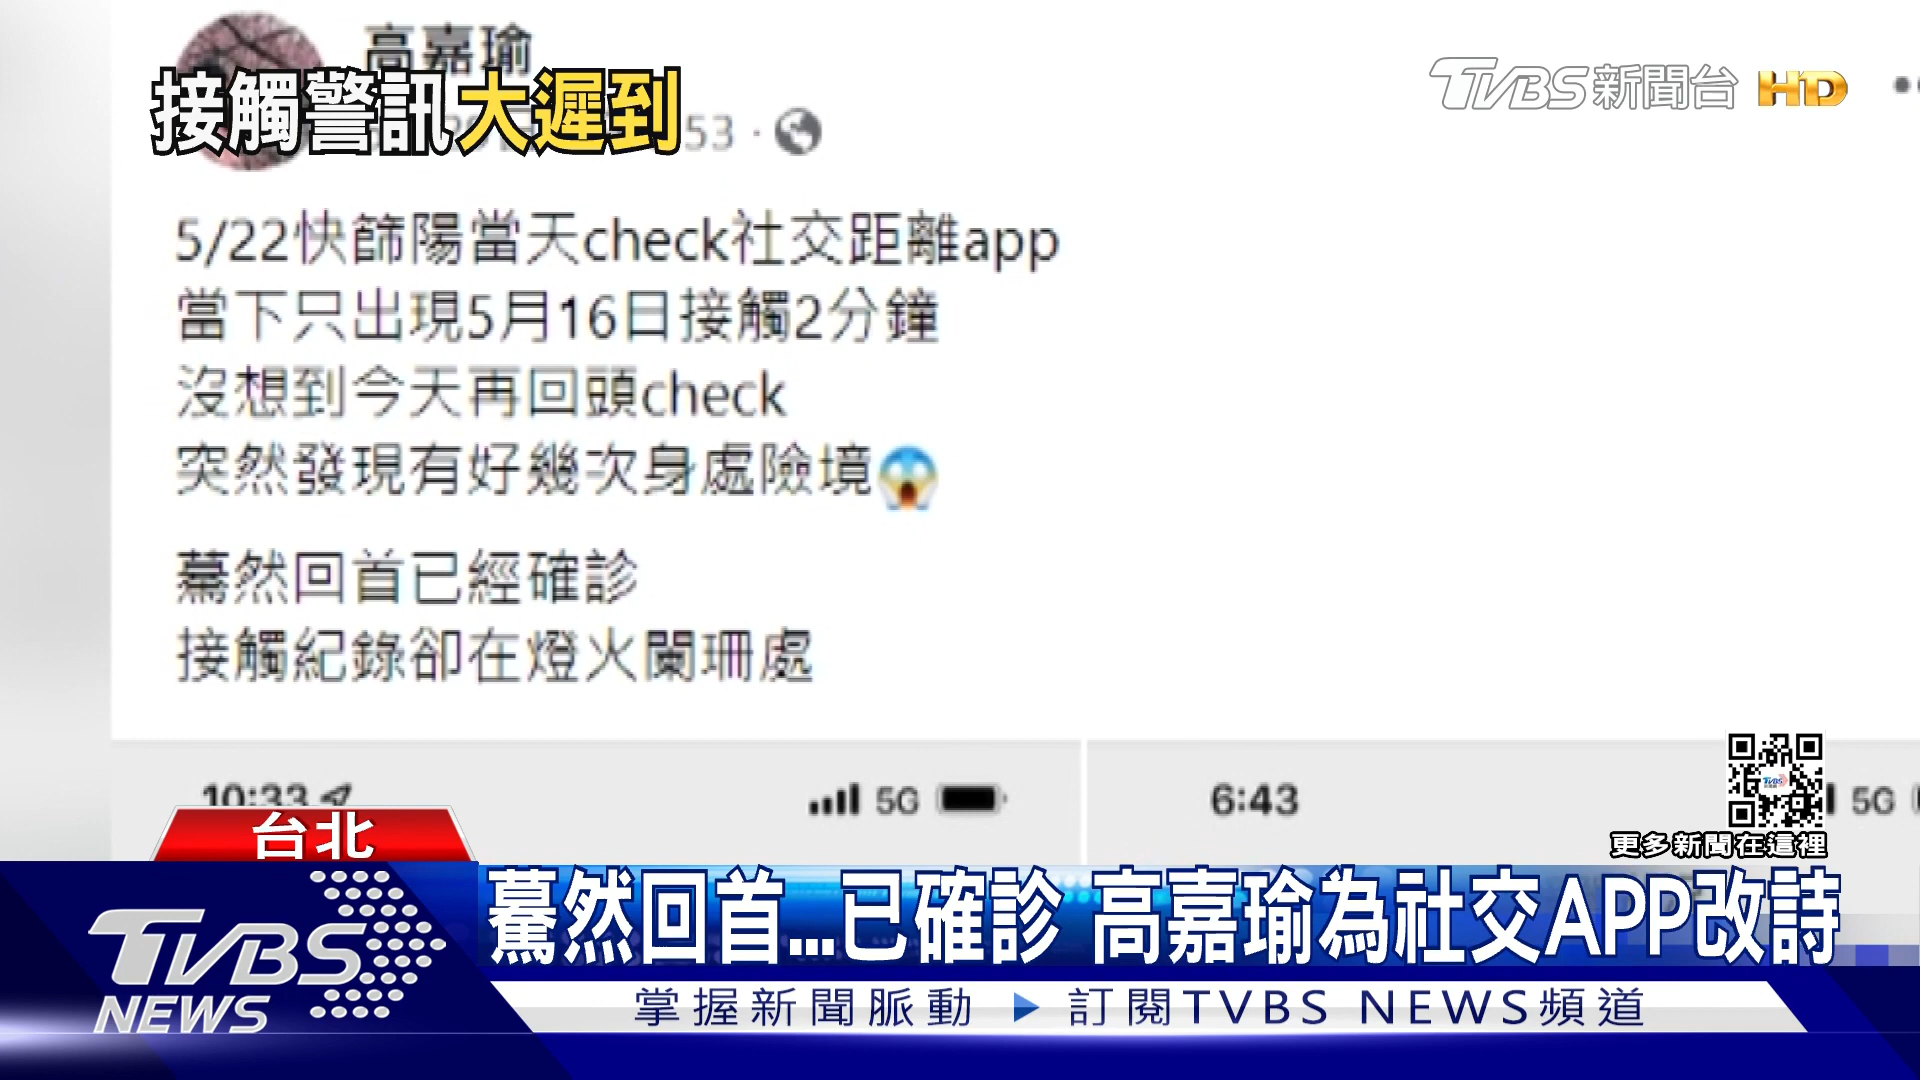 高嘉瑜
接觸警訊大遲到
53 ·
TVBS新聞台 HD
5/22快篩陽當天check社交距離app
當下只出現5月16日接觸2分鐘
沒想到今天再回頭check
突然發現有好幾次身處險境😱
驀然回首已經確診
接觸紀錄卻在燈火闌珊處
10:33
5G
6:43
5G
TVBS
更多新聞在這裡
台北
驀然回首...已確診 高嘉瑜為社交APP改詩
TVBS NEWS
掌握新聞脈動 ▶ 訂閱TVBS NEWS頻道